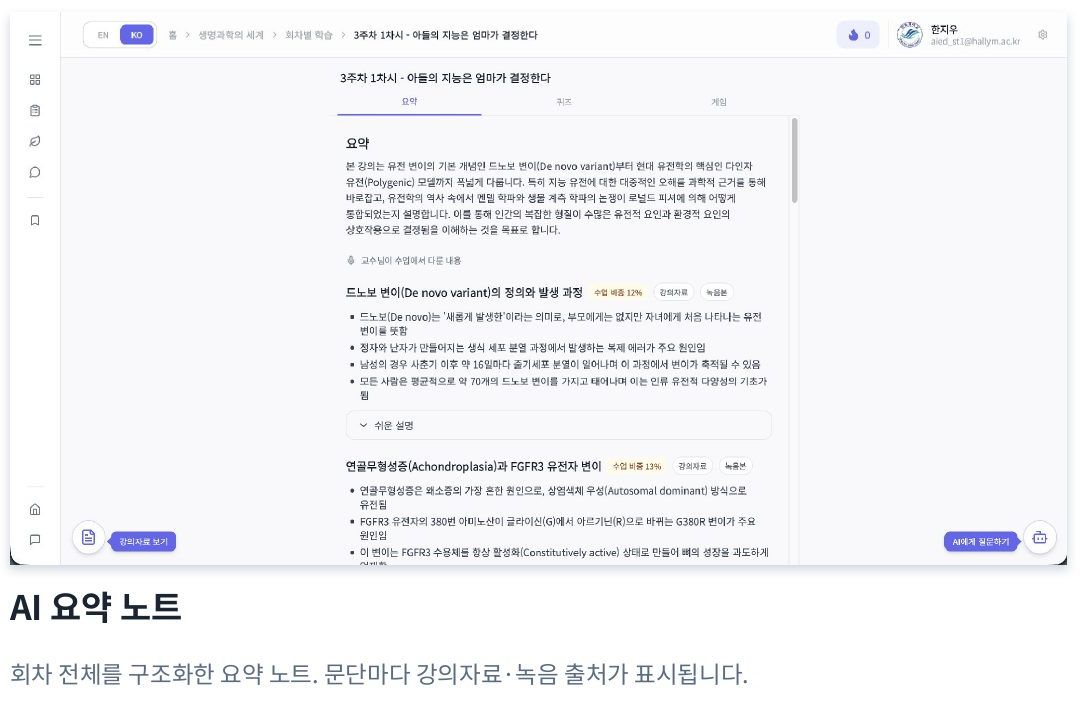 EN KO 홈 > 생명과학의 세계 > 회차별 학습 > 3주차 1차시 - 아들의 지능은 엄마가 결정한다
0
한지우
aied_st1@hallym.ac.kr
3주차 1차시 - 아들의 지능은 엄마가 결정한다
요약 퀴즈 게임
요약
본 강의는 유전 변이의 기본 개념인 드노보 변이(De novo variant)부터 현대 유전학의 핵심인 다인자
유전(Polygenic) 모델까지 폭넓게 다룹니다. 특히 지능 유전에 대한 대중적인 오해를 과학적 근거를 통해
바로잡고, 유전학의 역사 속에서 멘델 학파와 생물 계측 학파의 논쟁이 로널드 피셔에 의해 어떻게
통합되었는지 설명합니다. 이를 통해 인간의 복잡한 형질이 수많은 유전적 요인과 환경적 요인의
상호작용으로 결정됨을 이해하는 것을 목표로 합니다.
교수님이 수업에서 다룬 내용
드노보 변이(De novo variant)의 정의와 발생 과정 수업 비중 12% 강의자료 녹음본
• 드노보(De novo)는 '새롭게 발생한'이라는 의미로, 부모에게는 없지만 자녀에게 처음 나타나는 유전
변이를 뜻함
• 정자와 난자가 만들어지는 생식 세포 분열 과정에서 발생하는 복제 에러가 주요 원인임
• 남성의 경우 사춘기 이후 약 16일마다 줄기세포 분열이 일어나며 이 과정에서 변이가 축적될 수 있음
• 모든 사람은 평균적으로 약 70개의 드노보 변이를 가지고 태어나며 이는 인류 유전적 다양성의 기초가
됨
쉬운 설명
연골무형성증(Achondroplasia)과 FGFR3 유전자 변이 수업 비중 13% 강의자료 녹음본
• 연골무형성증은 왜소증의 가장 흔한 원인으로, 상염색체 우성(Autosomal dominant) 방식으로
유전됨
• FGFR3 유전자의 380번 아미노산이 글라이신(G)에서 아르기닌(R)으로 바뀌는 G380R 변이가 주요
원인임
• 이 변이는 FGFR3 수용체를 항상 활성화(Constitutively active) 상태로 만들어 뼈의 성장을 과도하게
강의자료 보기
AI에게 질문하기
AI 요약 노트
회차 전체를 구조화한 요약 노트. 문단마다 강의자료·녹음 출처가 표시됩니다.